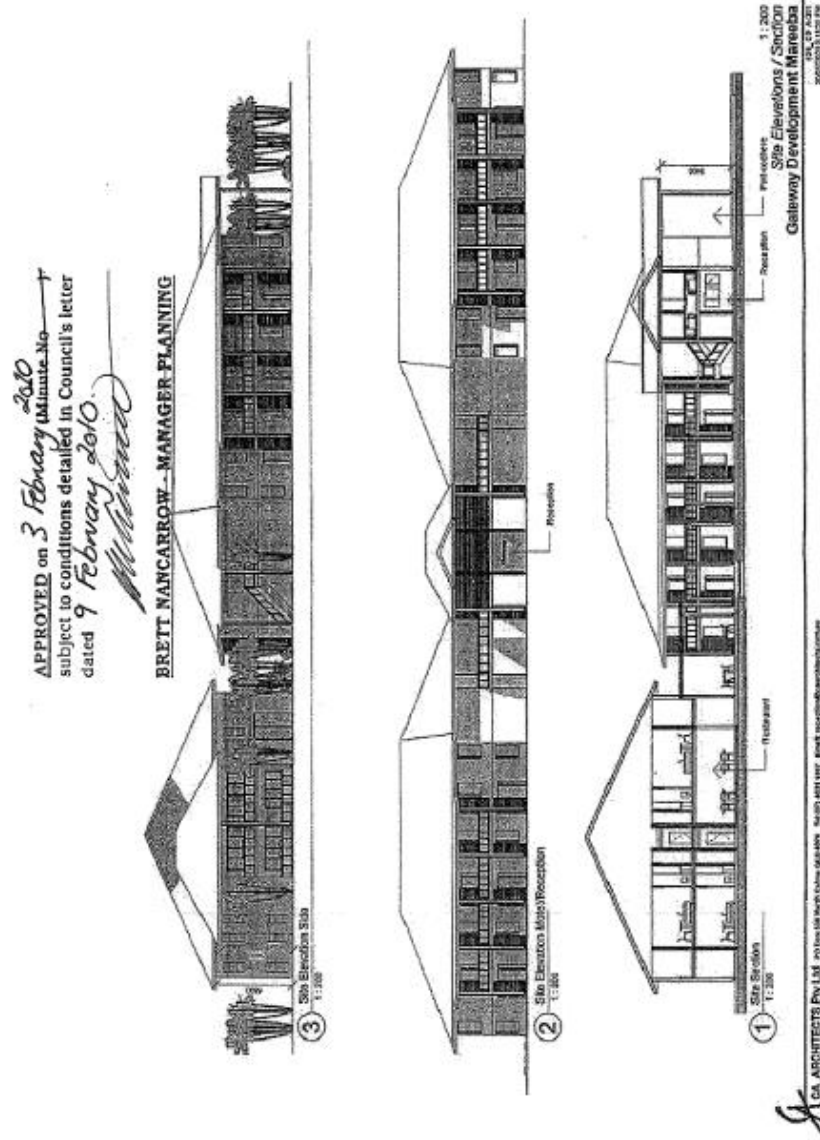 APPROVED on 3 February 2010 (Minute No
subject to conditions detailed in Council's letter
dated 9 February 2010.
BRETT NANCARROW - MANAGER PLANNING
3
Site Elevation Side
1 : 200
2
Site Elevation Motel/Reception
1 : 200
Reception
1
Site Section
1 : 200
Restaurant
Reception
Porte-cochere
1 : 200
Site Elevations / Section
Gateway Development Mareeba
CA ARCHITECTS Pty Ltd